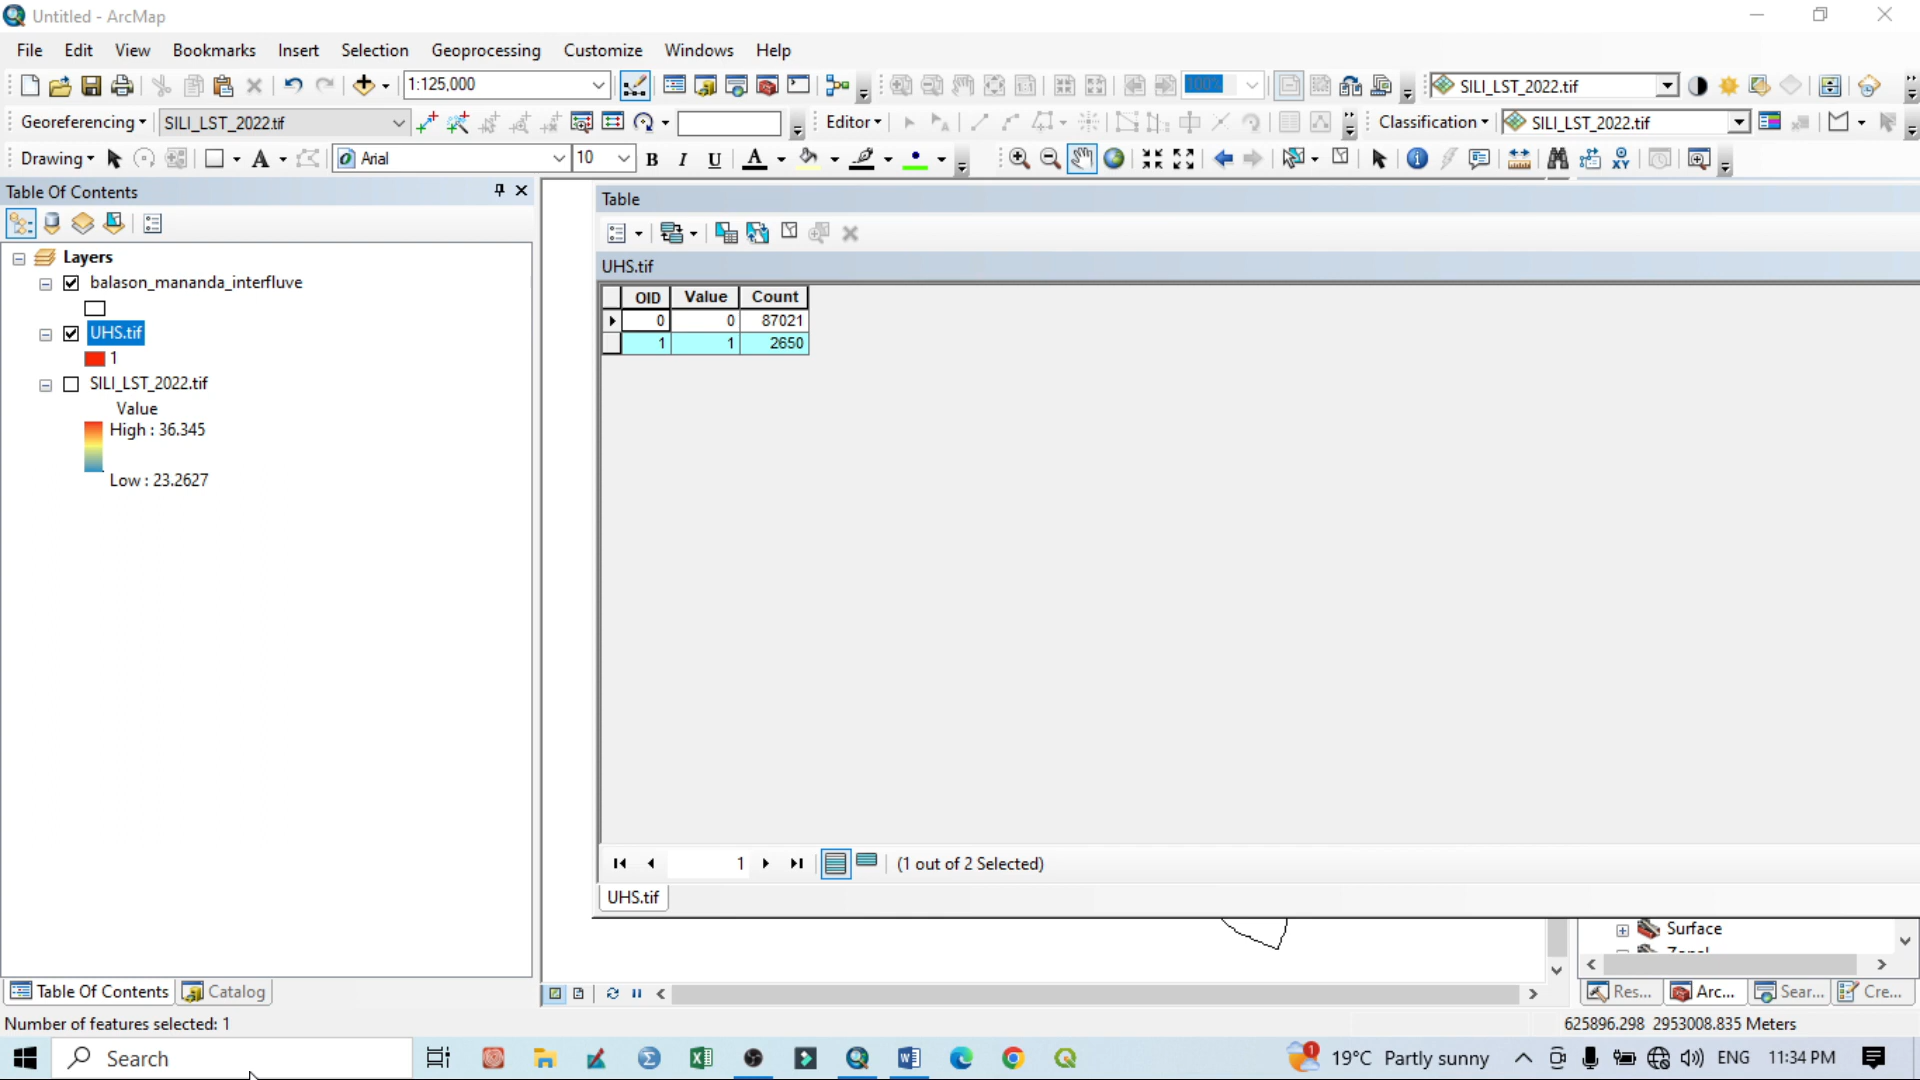 Untitled - ArcMap
File Edit View Bookmarks Insert Selection Geoprocessing Customize Windows Help
1:125,000 100% SILI_LST_2022.tif
Georeferencing SILI_LST_2022.tif Editor Classification SILI_LST_2022.tif
Drawing A Arial 10 B I U A
Table Of Contents
Layers
balason_mananda_interfluve
UHS.tif
1
SILI_LST_2022.tif
Value
High : 36.345
Low : 23.2627
Table
UHS.tif
OID Value Count
0 0 87021
1 1 2650
1 (1 out of 2 Selected)
UHS.tif
Surface
Table Of Contents Catalog
Res... Arc... Sear... Cre...
Number of features selected: 1
625896.298 2953008.835 Meters
Search
1 19°C Partly sunny ENG 11:34 PM